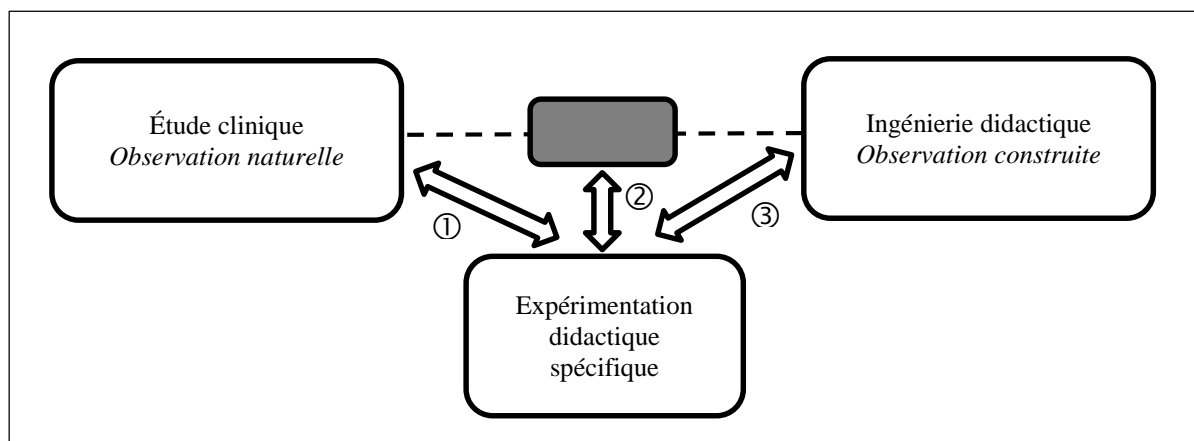 Étude clinique
Observation naturelle
Ingénierie didactique
Observation construite
①
②
③
Expérimentation
didactique
spécifique